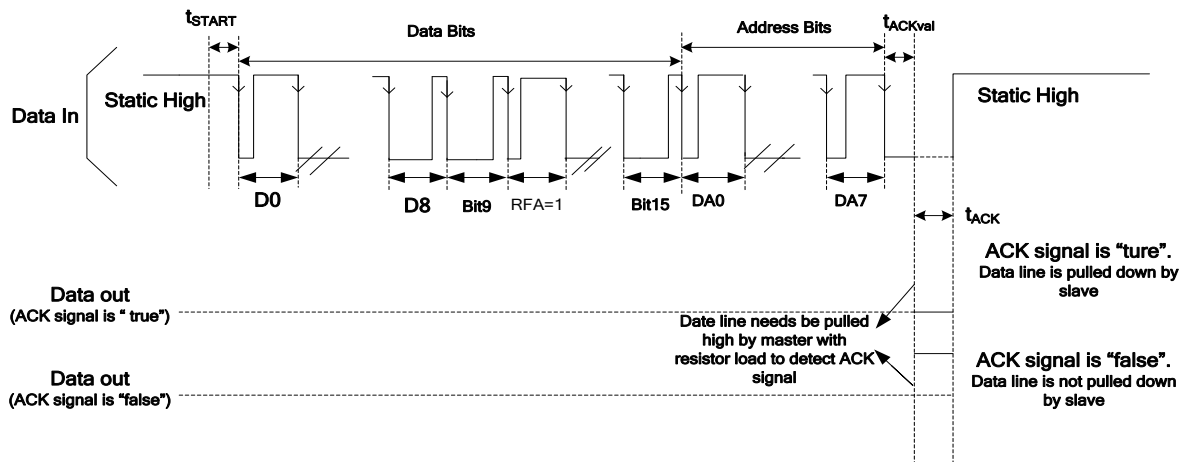 tSTART
Data Bits
Address Bits
tACKval
Data In
Static High
Static High
D0
D8
Bit9
RFA=1
Bit15
DA0
DA7
tACK
ACK signal is “ture”.
Data line is pulled down by
slave
Data out
(ACK signal is “ true”)
Date line needs be pulled
high by master with
resistor load to detect ACK
signal
ACK signal is “false”.
Data line is not pulled down
by slave
Data out
(ACK signal is “false”)